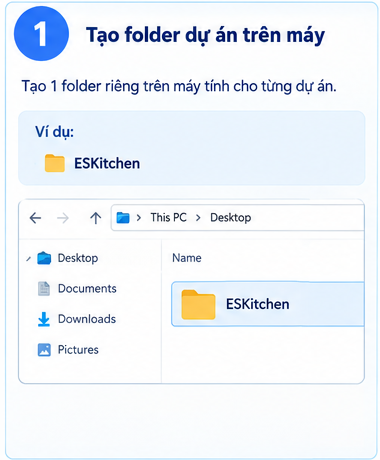 1
Tạo folder dự án trên máy
Tạo 1 folder riêng trên máy tính cho từng dự án.
Ví dụ:
ESKitchen
This PC > Desktop
Desktop
Documents
Downloads
Pictures
Name
ESKitchen